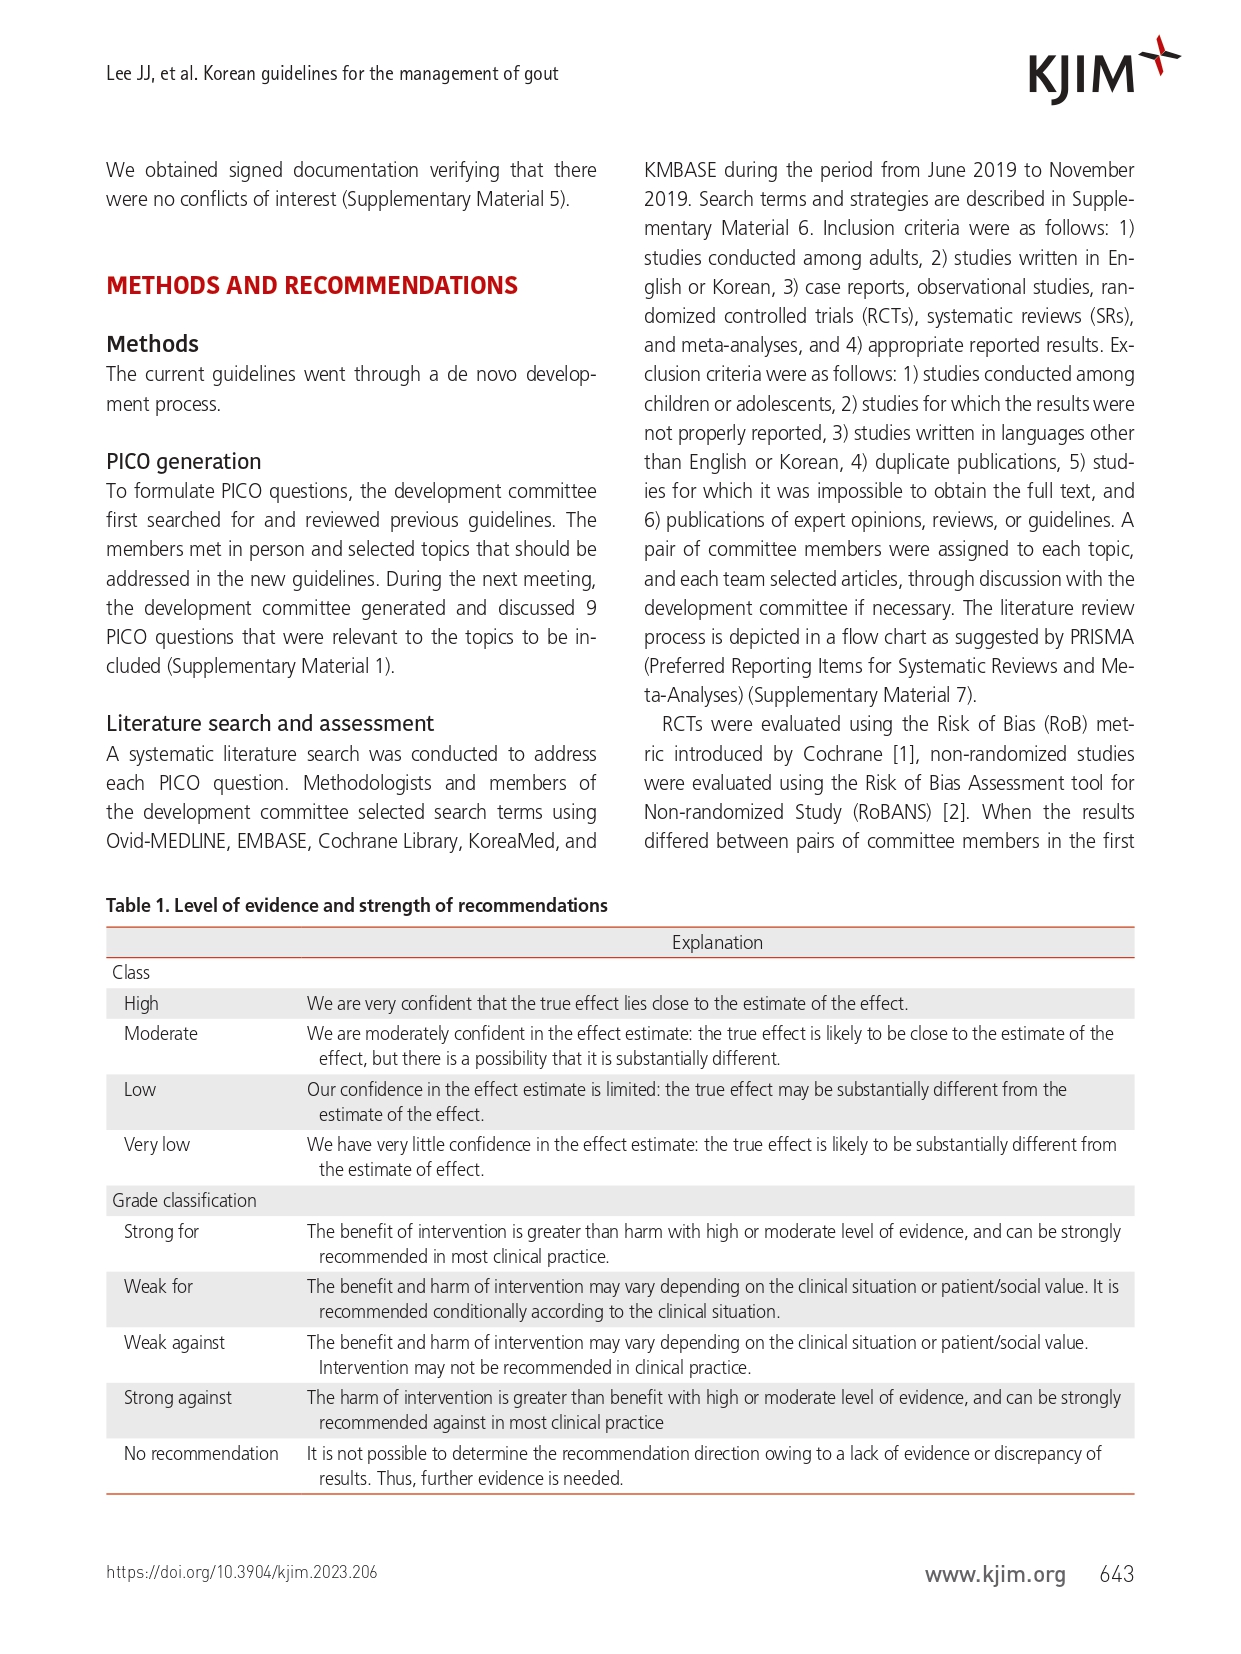 Lee JJ, et al. Korean guidelines for the management of gout
KJIM
We obtained signed documentation verifying that there
were no conflicts of interest (Supplementary Material 5).
METHODS AND RECOMMENDATIONS
Methods
The current guidelines went through a de novo develop-
ment process.
PICO generation
To formulate PICO questions, the development committee
first searched for and reviewed previous guidelines. The
members met in person and selected topics that should be
addressed in the new guidelines. During the next meeting,
the development committee generated and discussed 9
PICO questions that were relevant to the topics to be in-
cluded (Supplementary Material 1).
Literature search and assessment
A systematic literature search was conducted to address
each PICO question. Methodologists and members of
the development committee selected search terms using
Ovid-MEDLINE, EMBASE, Cochrane Library, KoreaMed, and
KMBASE during the period from June 2019 to November
2019. Search terms and strategies are described in Supple-
mentary Material 6. Inclusion criteria were as follows: 1)
studies conducted among adults, 2) studies written in En-
glish or Korean, 3) case reports, observational studies, ran-
domized controlled trials (RCTs), systematic reviews (SRs),
and meta-analyses, and 4) appropriate reported results. Ex-
clusion criteria were as follows: 1) studies conducted among
children or adolescents, 2) studies for which the results were
not properly reported, 3) studies written in languages other
than English or Korean, 4) duplicate publications, 5) stud-
ies for which it was impossible to obtain the full text, and
6) publications of expert opinions, reviews, or guidelines. A
pair of committee members were assigned to each topic,
and each team selected articles, through discussion with the
development committee if necessary. The literature review
process is depicted in a flow chart as suggested by PRISMA
(Preferred Reporting Items for Systematic Reviews and Me-
ta-Analyses) (Supplementary Material 7).
RCTs were evaluated using the Risk of Bias (RoB) met-
ric introduced by Cochrane [1], non-randomized studies
were evaluated using the Risk of Bias Assessment tool for
Non-randomized Study (RoBANS) [2]. When the results
differed between pairs of committee members in the first
Table 1. Level of evidence and strength of recommendations
Explanation
Class
High We are very confident that the true effect lies close to the estimate of the effect.
Moderate We are moderately confident in the effect estimate: the true effect is likely to be close to the estimate of the
effect, but there is a possibility that it is substantially different.
Low Our confidence in the effect estimate is limited: the true effect may be substantially different from the
estimate of the effect.
Very low We have very little confidence in the effect estimate: the true effect is likely to be substantially different from
the estimate of effect.
Grade classification
Strong for The benefit of intervention is greater than harm with high or moderate level of evidence, and can be strongly
recommended in most clinical practice.
Weak for The benefit and harm of intervention may vary depending on the clinical situation or patient/social value. It is
recommended conditionally according to the clinical situation.
Weak against The benefit and harm of intervention may vary depending on the clinical situation or patient/social value.
Intervention may not be recommended in clinical practice.
Strong against The harm of intervention is greater than benefit with high or moderate level of evidence, and can be strongly
recommended against in most clinical practice
No recommendation It is not possible to determine the recommendation direction owing to a lack of evidence or discrepancy of
results. Thus, further evidence is needed.
https://doi.org/10.3904/kjim.2023.206
www.kjim.org 643